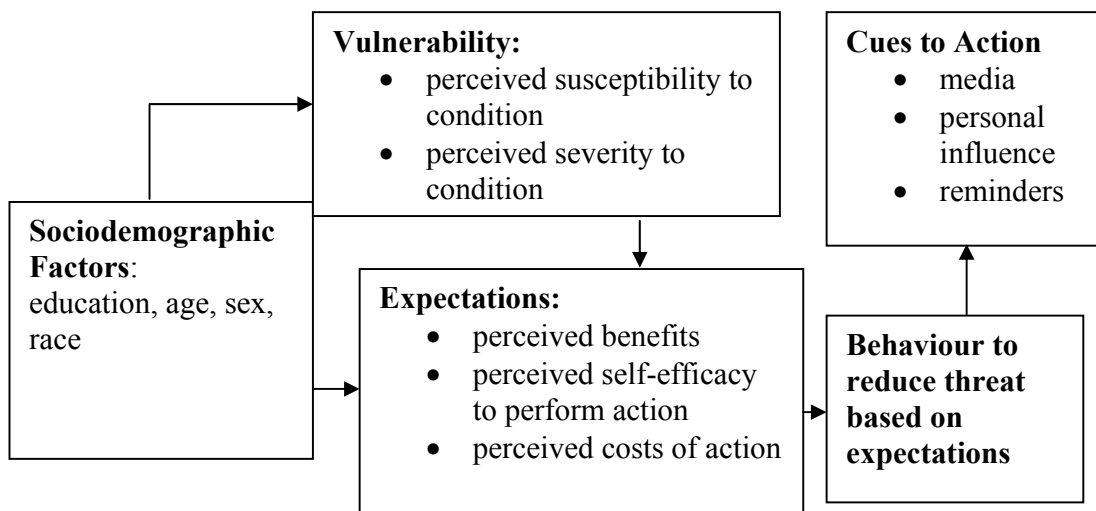 Vulnerability:
• perceived susceptibility to
condition
• perceived severity to
condition
Cues to Action
• media
• personal
influence
• reminders
Sociodemographic
Factors:
education, age, sex,
race
Expectations:
• perceived benefits
• perceived self-efficacy
to perform action
• perceived costs of action
Behaviour to
reduce threat
based on
expectations